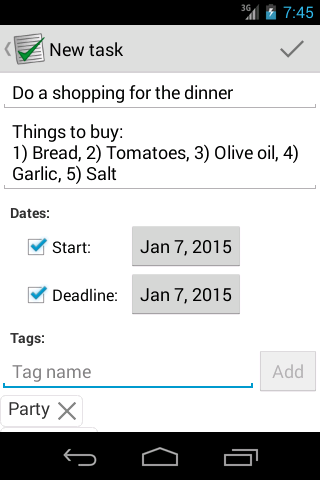 3G 7:45
New task
Do a shopping for the dinner
Things to buy:
1) Bread, 2) Tomatoes, 3) Olive oil, 4)
Garlic, 5) Salt
Dates:
Start: Jan 7, 2015
Deadline: Jan 7, 2015
Tags:
Tag name Add
Party